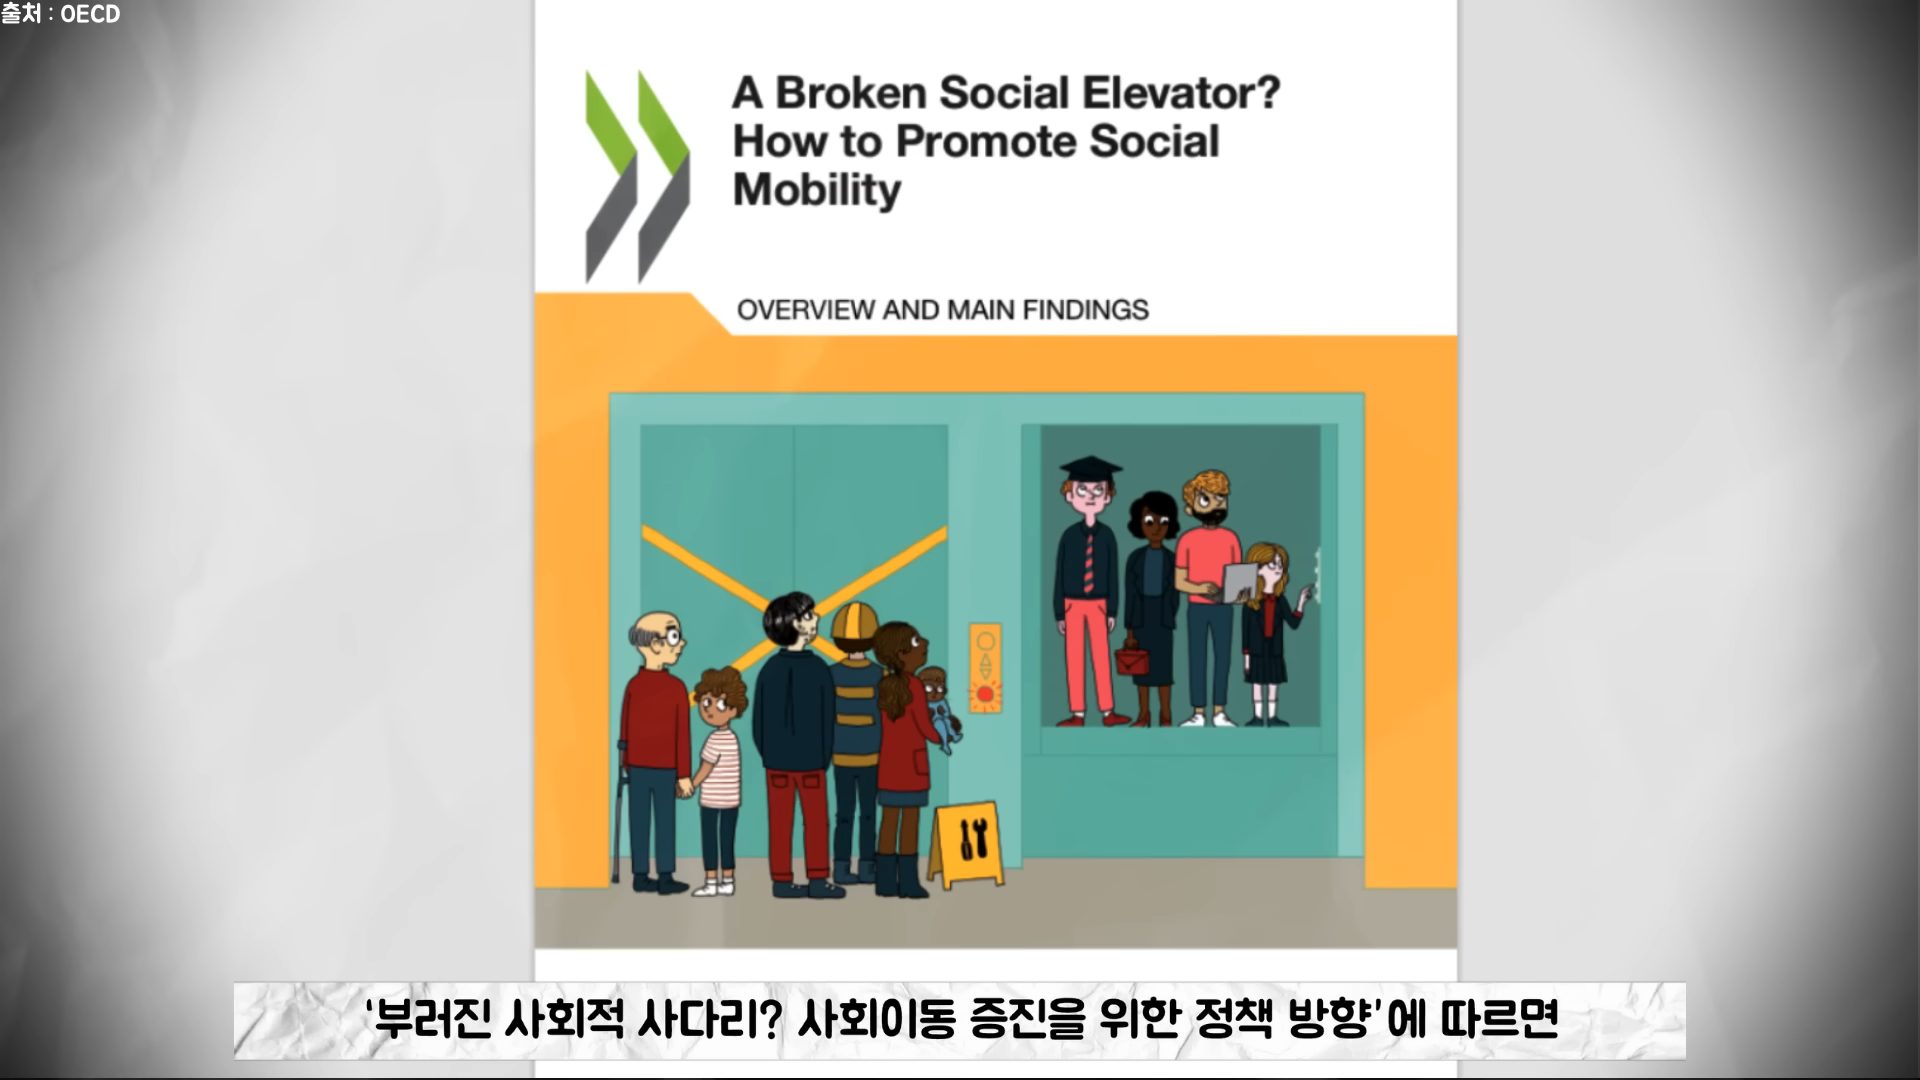 출처 : OECD
A Broken Social Elevator?
How to Promote Social
Mobility
OVERVIEW AND MAIN FINDINGS
‘부러진 사회적 사다리? 사회이동 증진을 위한 정책 방향’에 따르면